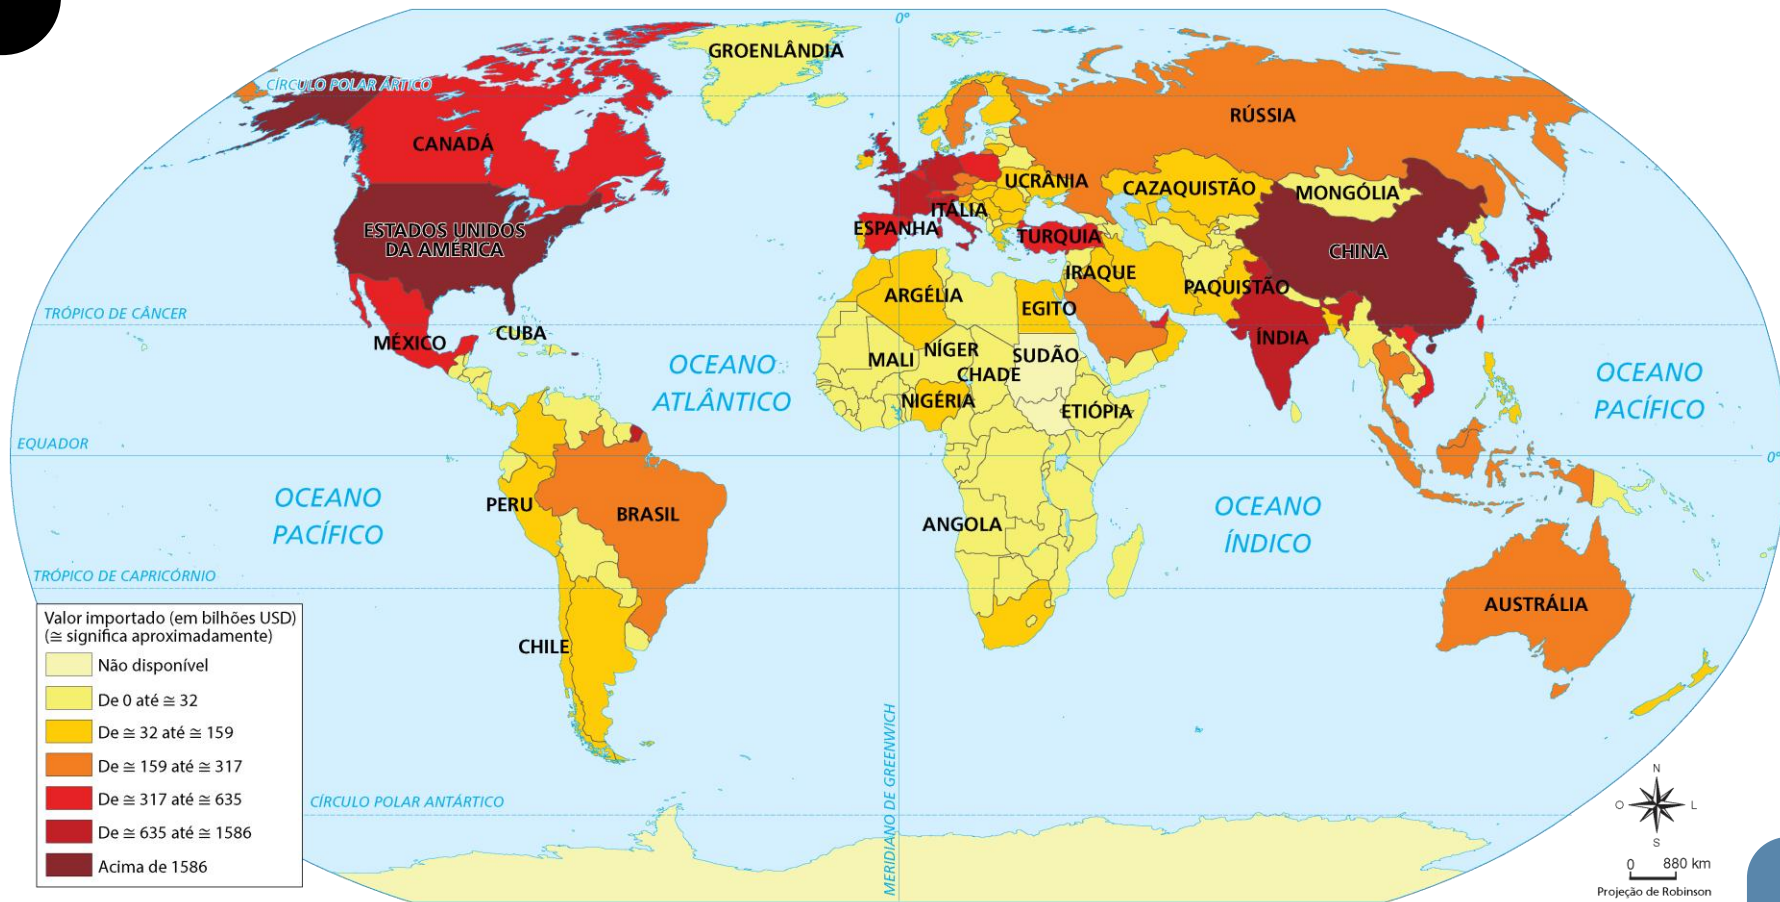 0°
GROENLÂNDIA
CÍRCULO POLAR ÁRTICO
RÚSSIA
CANADÁ
UCRÂNIA
CAZAQUISTÃO
MONGÓLIA
ITÁLIA
ESTADOS UNIDOS
DA AMÉRICA
ESPANHA
TURQUIA
CHINA
IRAQUE
PAQUISTÃO
ARGÉLIA
EGITO
TRÓPICO DE CÂNCER
CUBA
MÉXICO
ÍNDIA
MALI
NÍGER
SUDÃO
CHADE
OCEANO
ATLÂNTICO
NIGÉRIA
ETIÓPIA
OCEANO
PACÍFICO
EQUADOR
0°
OCEANO
PACÍFICO
PERU
BRASIL
ANGOLA
OCEANO
ÍNDICO
TRÓPICO DE CAPRICÓRNIO
AUSTRÁLIA
CHILE
Valor importado (em bilhões USD)
(≅ significa aproximadamente)
Não disponível
De 0 até ≅ 32
De ≅ 32 até ≅ 159
De ≅ 159 até ≅ 317
De ≅ 317 até ≅ 635
De ≅ 635 até ≅ 1586
Acima de 1586
CÍRCULO POLAR ANTÁRTICO
MERIDIANO DE GREENWICH
N
O
L
S
0 880 km
Projeção de Robinson